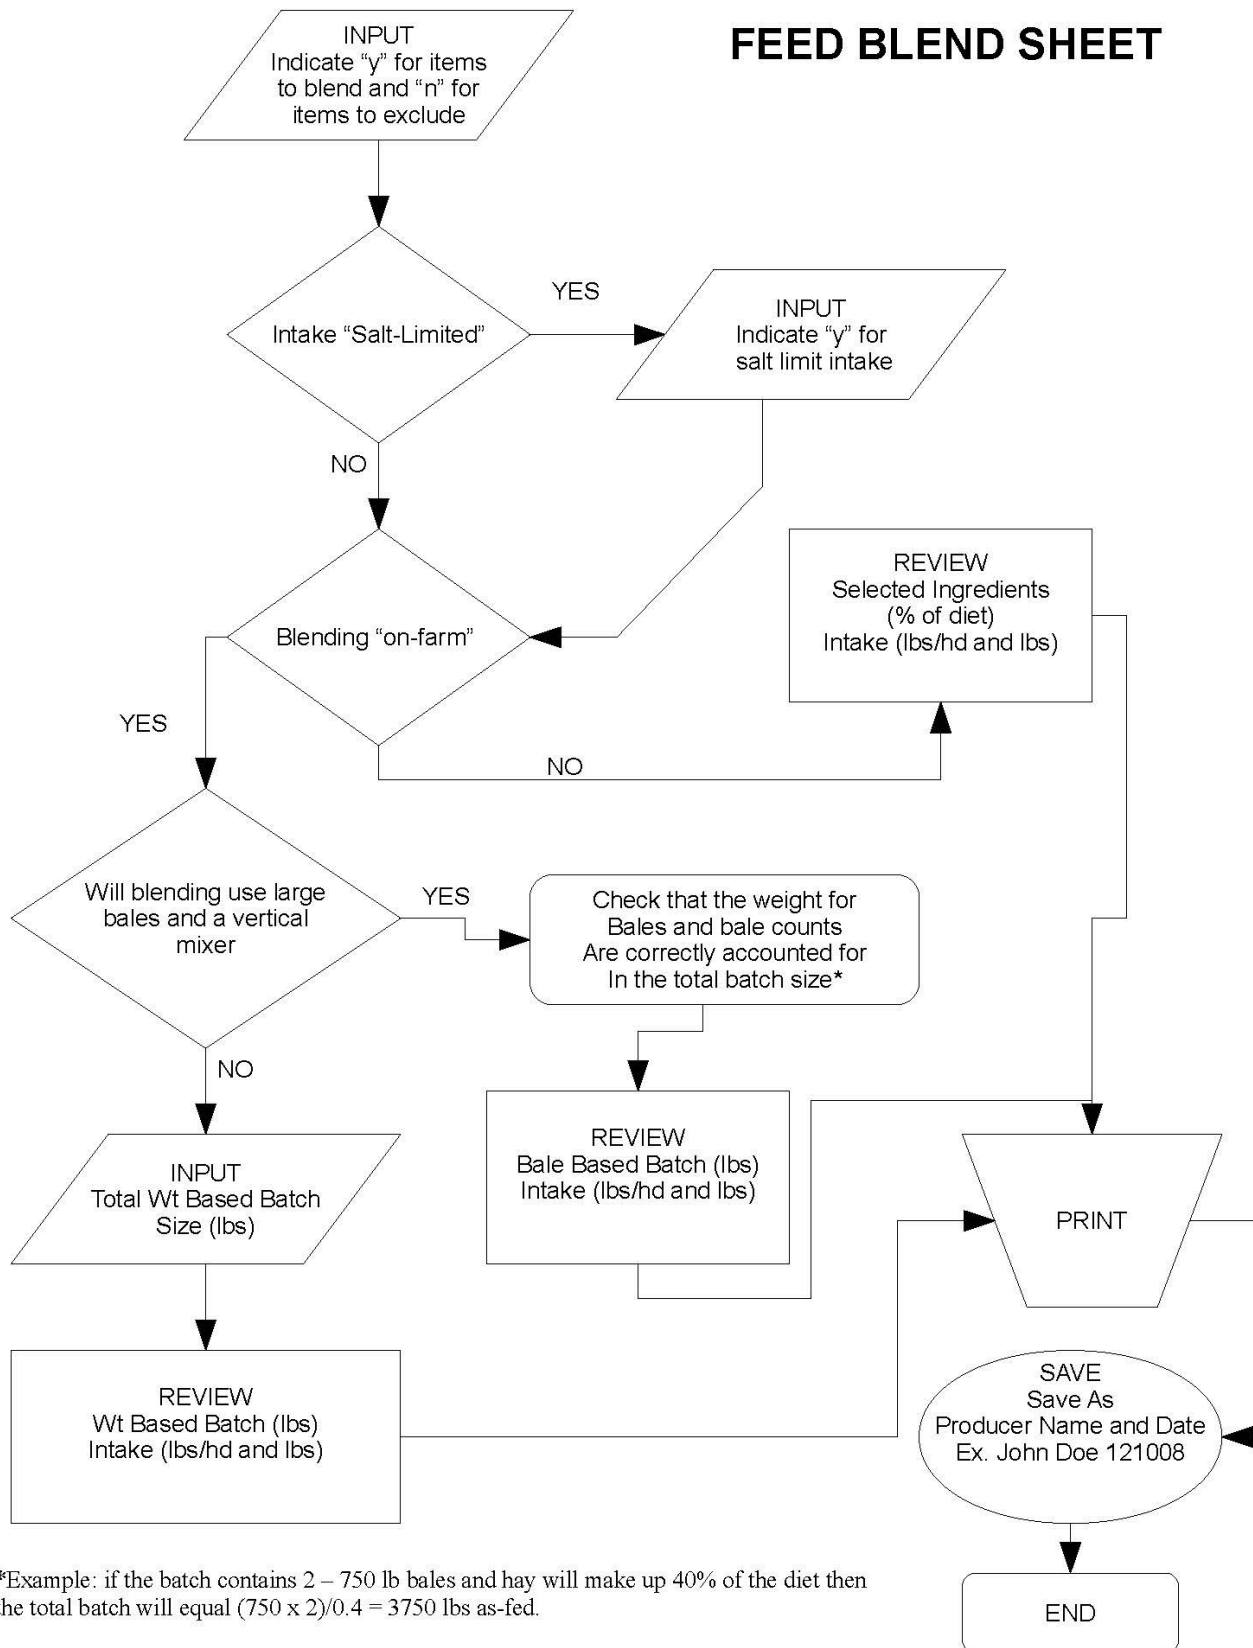 FEED BLEND SHEET
INPUT
Indicate “y” for items
to blend and “n” for
items to exclude
Intake “Salt-Limited”
YES
INPUT
Indicate “y” for
salt limit intake
NO
Blending “on-farm”
REVIEW
Selected Ingredients
(% of diet)
Intake (lbs/hd and lbs)
YES
NO
Will blending use large
bales and a vertical
mixer
YES
Check that the weight for
Bales and bale counts
Are correctly accounted for
In the total batch size*
NO
INPUT
Total Wt Based Batch
Size (lbs)
REVIEW
Bale Based Batch (lbs)
Intake (lbs/hd and lbs)
PRINT
REVIEW
Wt Based Batch (lbs)
Intake (lbs/hd and lbs)
SAVE
Save As
Producer Name and Date
Ex. John Doe 121008
END
*Example: if the batch contains 2 – 750 lb bales and hay will make up 40% of the diet then
the total batch will equal (750 x 2)/0.4 = 3750 lbs as-fed.